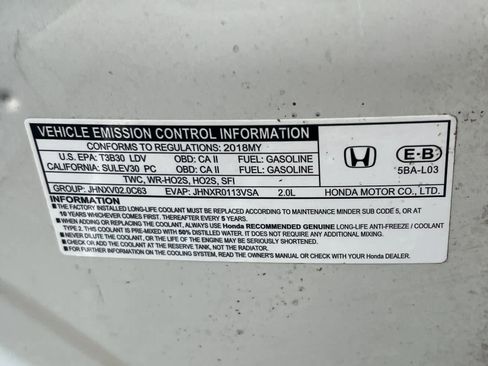 VEHICLE EMISSION CONTROL INFORMATION
CONFORMS TO REGULATIONS: 2018MY
U.S. EPA: T3B30 LDV OBD: CA II FUEL: GASOLINE
CALIFORNIA: SULEV30 PC OBD: CA II FUEL: GASOLINE
TWC, WR-HO2S, HO2S, SFI -
GROUP: JHNXV02.0C63 EVAP: JHNXR0113VSA 2.0L
E·B
5BA-L03
HONDA MOTOR CO., LTD.
INFORMATION
■ THE FACTORY-FILLED LONG-LIFE COOLANT MUST BE REPLACED ACCORDING TO MAINTENANCE MINDER SUB CODE 5, OR AT
10 YEARS WHICHEVER COMES FIRST. THEREAFTER REPLACE EVERY 5 YEARS.
■ WHEN ADDING OR REPLACING THE COOLANT, ALWAYS USE Honda RECOMMENDED GENUINE LONG-LIFE ANTI-FREEZE / COOLANT
TYPE 2. THIS COOLANT IS PRE-MIXED WITH 50% DISTILLED WATER. IT DOES NOT REQUIRE ANY ADDITIONAL MIXING.
■ NEVER DILUTE THE COOLANT, OR THE LIFE OF THE ENGINE MAY BE SERIOUSLY SHORTENED.
■ CHECK OR ADD THE COOLANT AT THE RESERVE TANK, NOT THE RADIATOR.
■ FOR FURTHER INFORMATION ON THE COOLING SYSTEM, READ THE OWNER'S MANUAL OR CHECK WITH YOUR Honda DEALER.